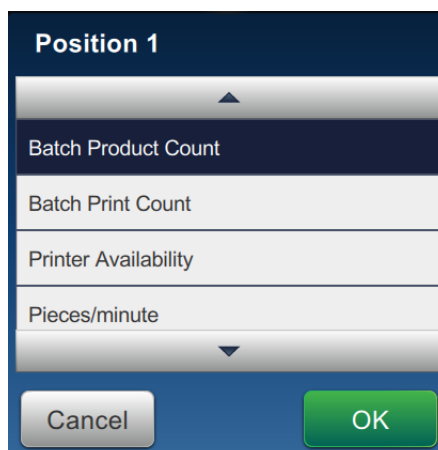 Position 1
Batch Product Count
Batch Print Count
Printer Availability
Pieces/minute
Cancel
OK